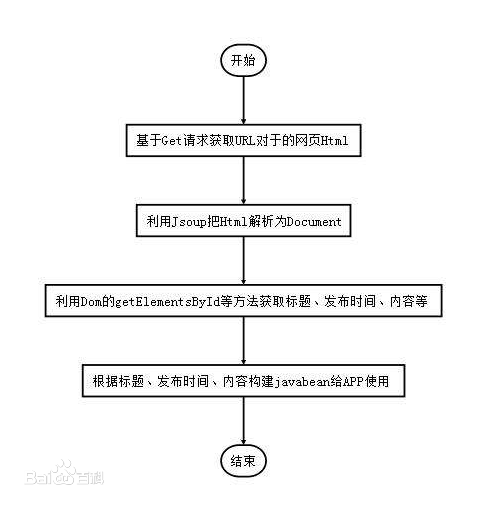 开始
基于Get请求获取URL对于的网页Html
利用Jsoup把Html解析为Document
利用Dom的getElementsById等方法获取标题、发布时间、内容等
根据标题、发布时间、内容构建javabean给APP使用
结束
Bai百科